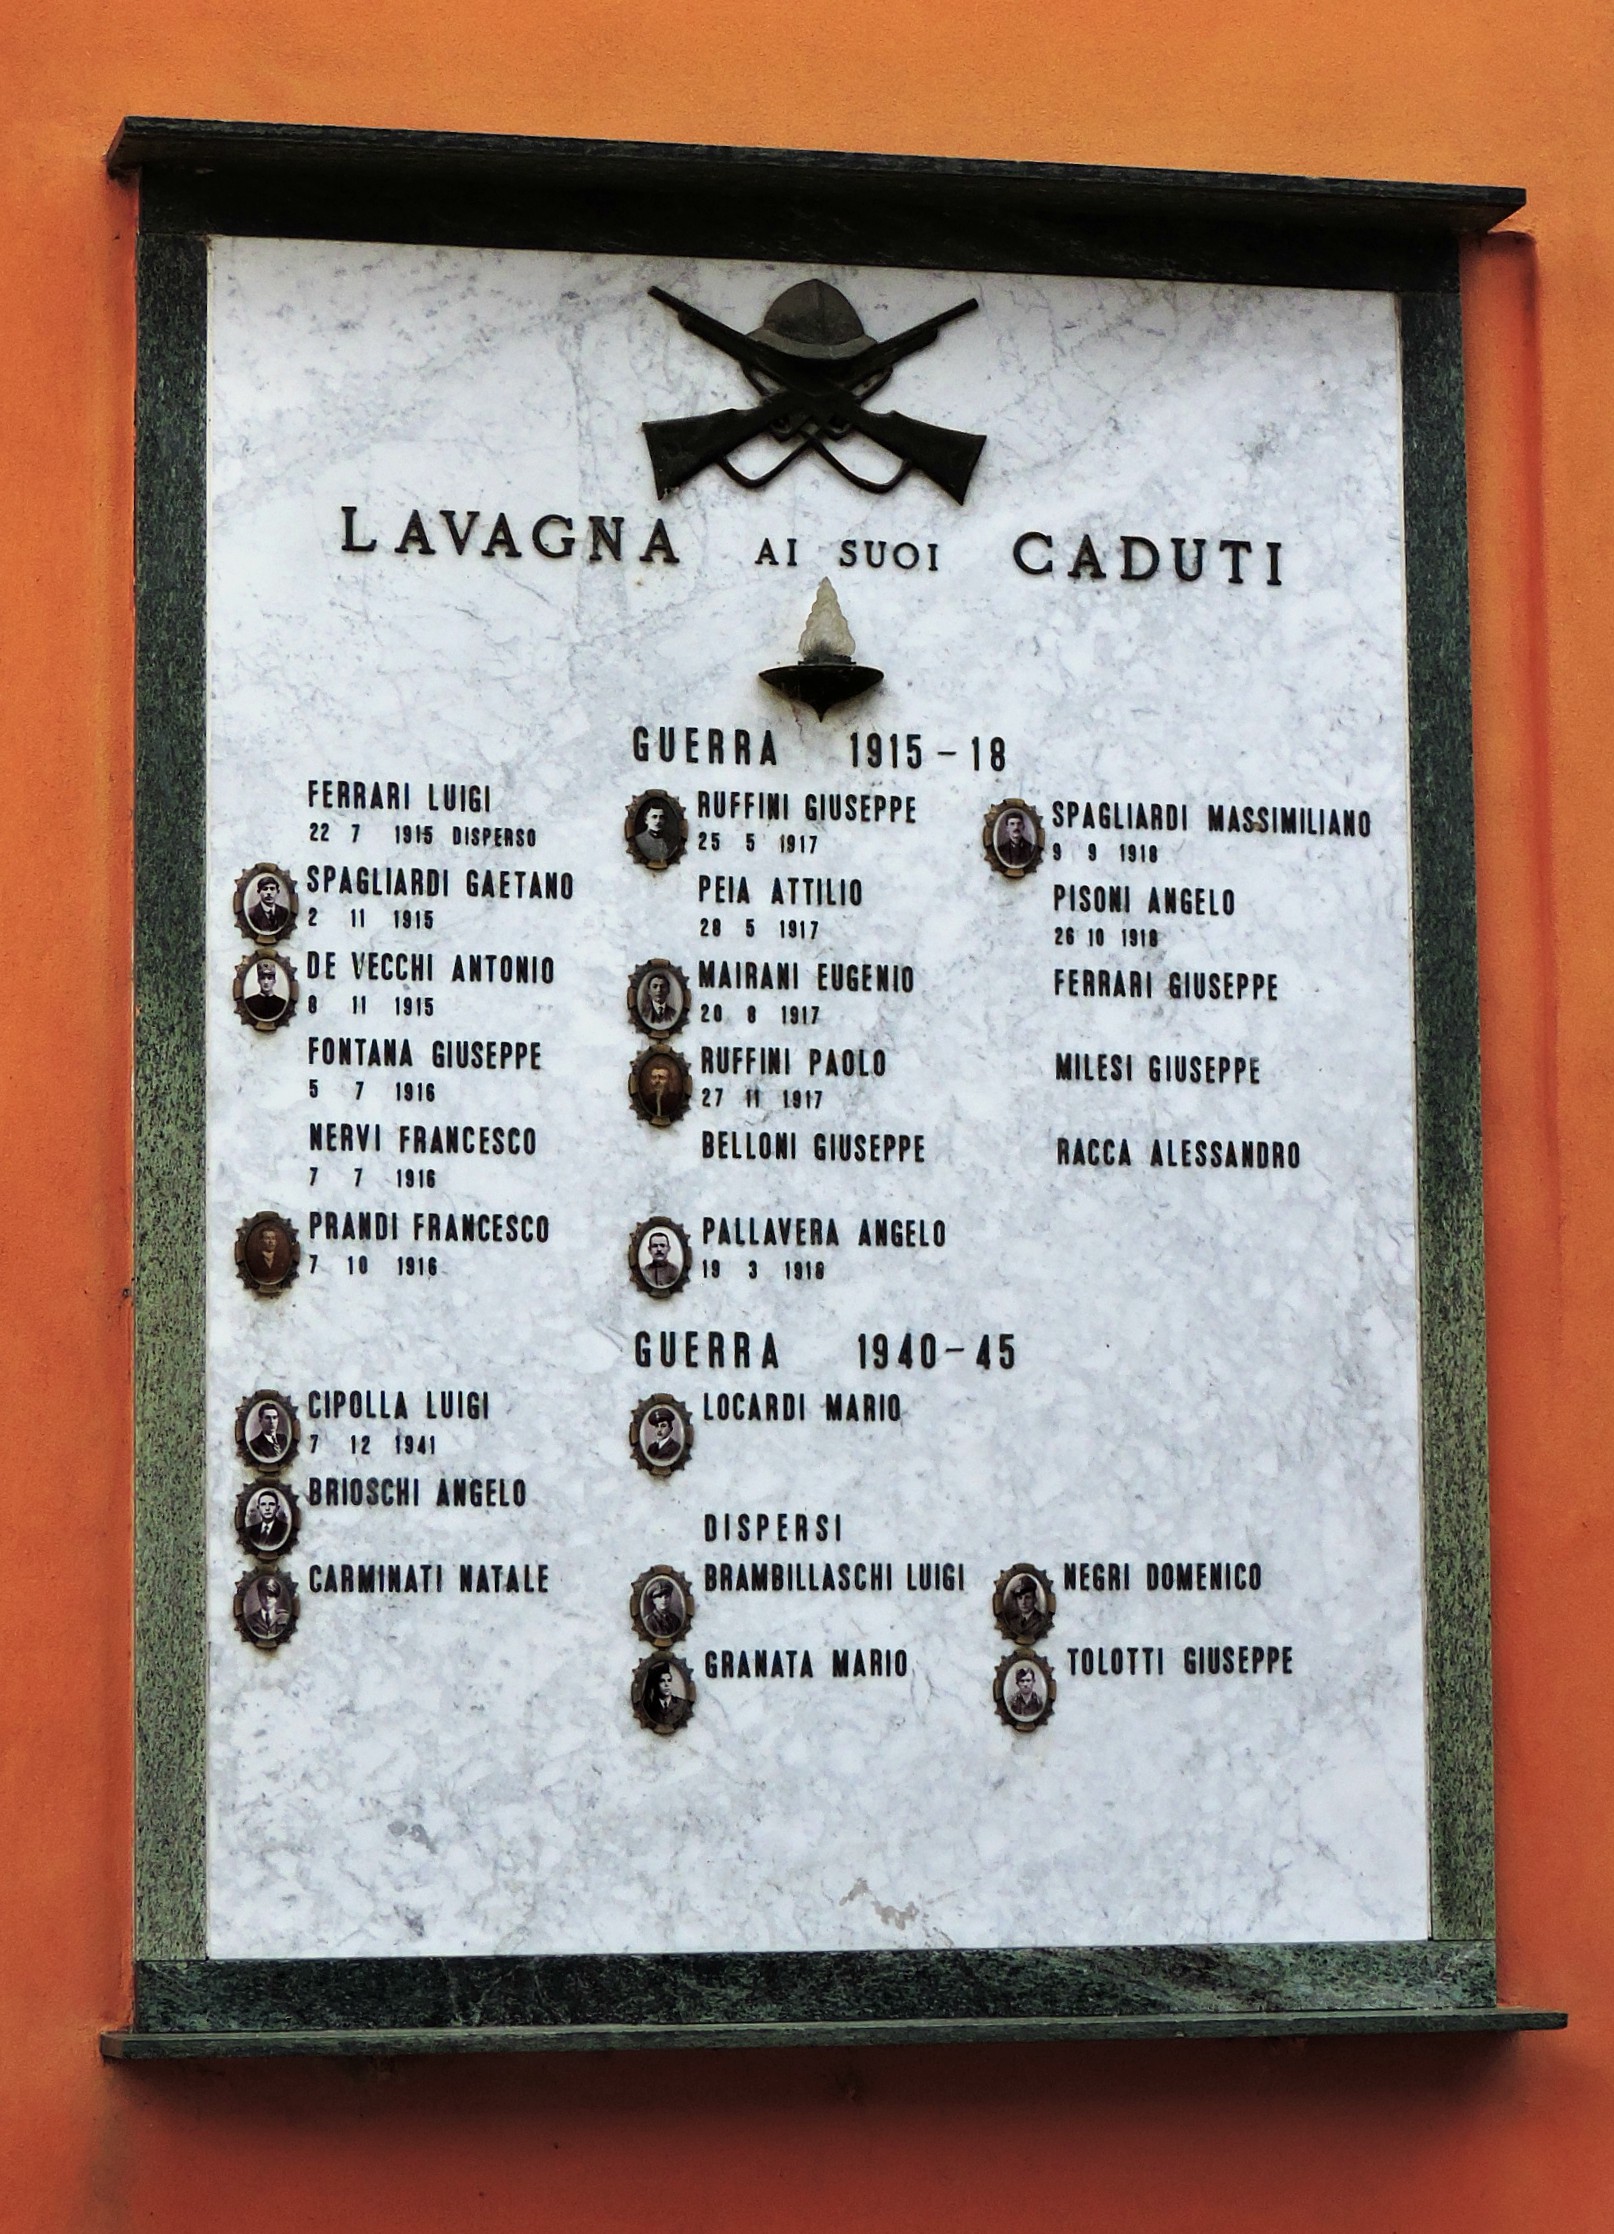 LAVAGNA AI SUOI CADUTI
GUERRA 1915-18
FERRARI LUIGI
22 7 1915 DISPERSO
SPAGLIARDI GAETANO
2 11 1915
DE VECCHI ANTONIO
8 11 1915
FONTANA GIUSEPPE
5 7 1916
NERVI FRANCESCO
7 7 1916
PRANDI FRANCESCO
7 10 1916
RUFFINI GIUSEPPE
25 5 1917
PEIA ATTILIO
28 5 1917
MAIRANI EUGENIO
20 8 1917
RUFFINI PAOLO
27 11 1917
BELLONI GIUSEPPE
PALLAVERA ANGELO
19 3 1918
SPAGLIARDI MASSIMILIANO
9 9 1918
PISONI ANGELO
26 10 1918
FERRARI GIUSEPPE
MILESI GIUSEPPE
RACCA ALESSANDRO
GUERRA 1940-45
CIPOLLA LUIGI
7 12 1941
BRIOSCHI ANGELO
CARMINATI NATALE
LOCARDI MARIO
DISPERSI
BRAMBILLASCHI LUIGI
GRANATA MARIO
NEGRI DOMENICO
TOLOTTI GIUSEPPE